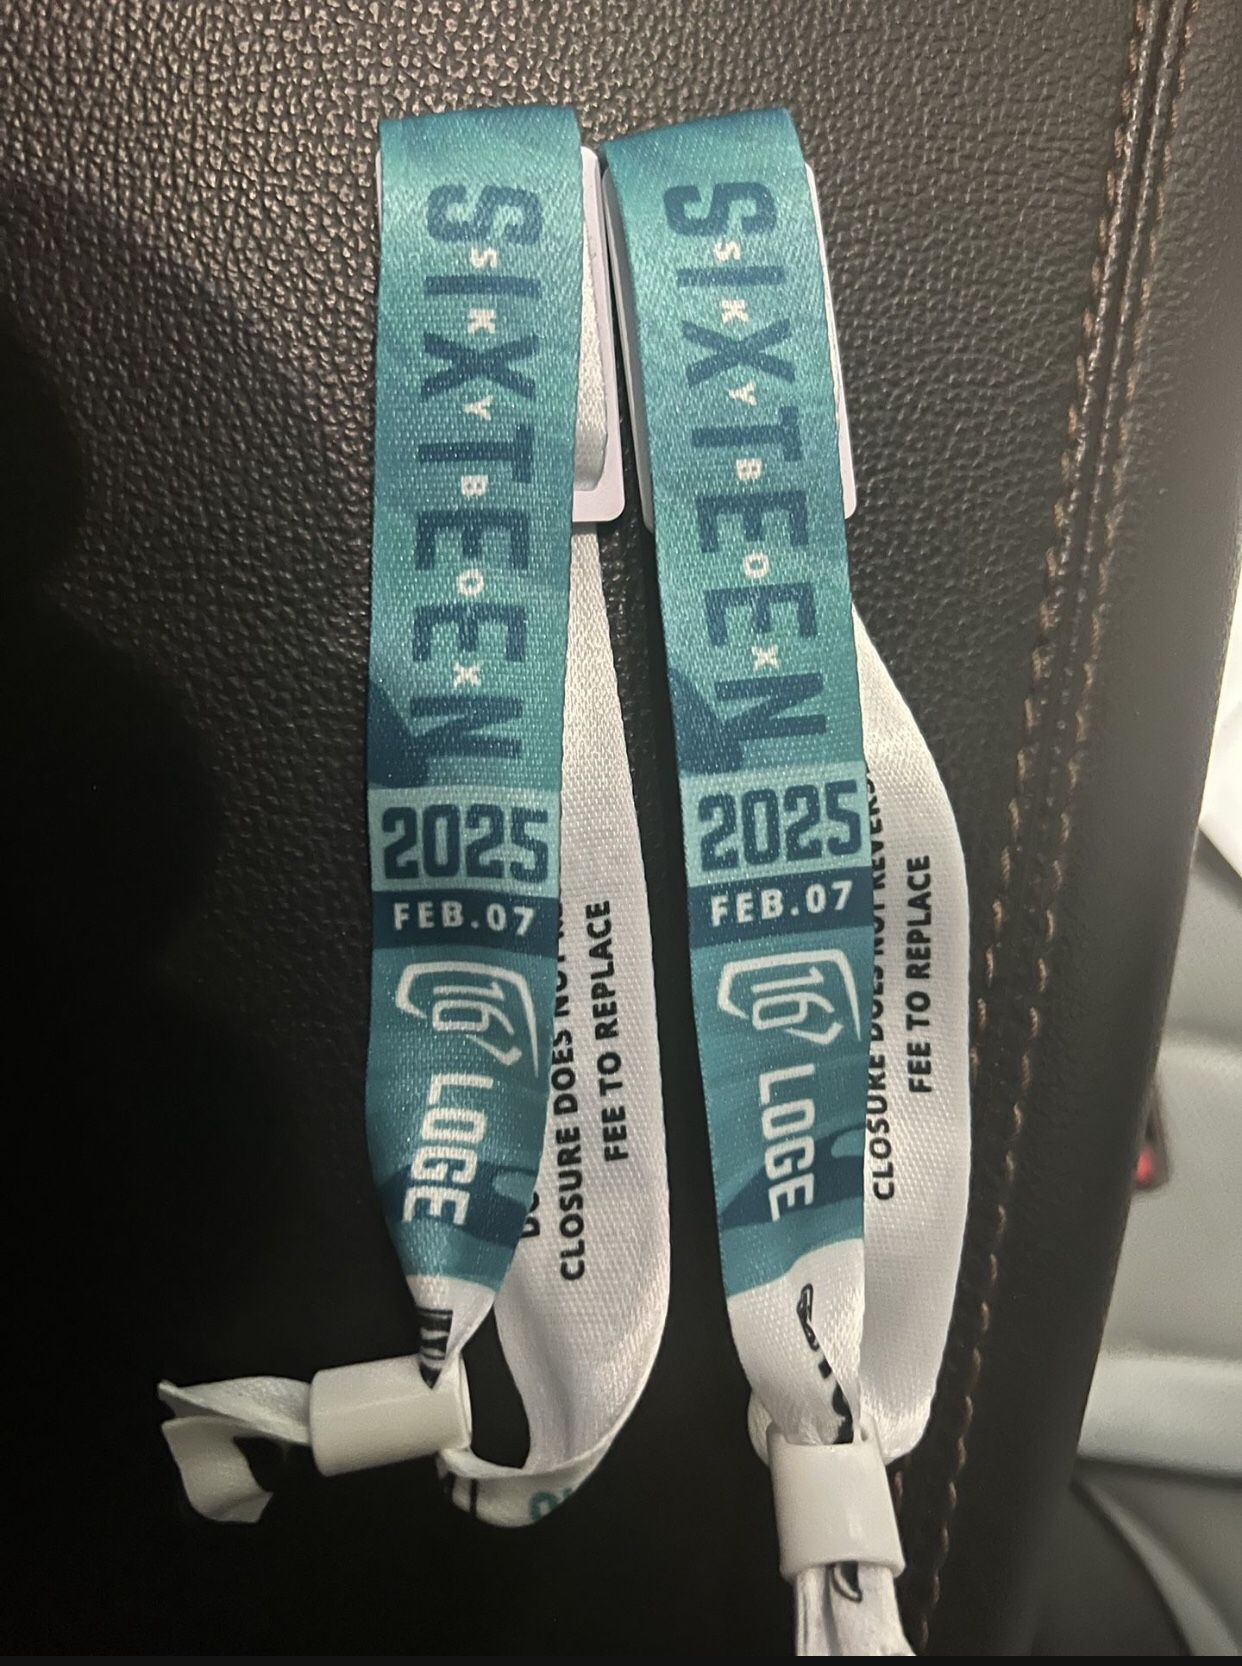 SIXTEEN
SKYBOX
2025
FEB.07
16
LOGE
CLOSURE DOES NOT
FEE TO REPLACE
SIXTEEN
SKYBOX
2025
FEB.07
16
LOGE
CLOSURE DOES NOT
FEE TO REPLACE